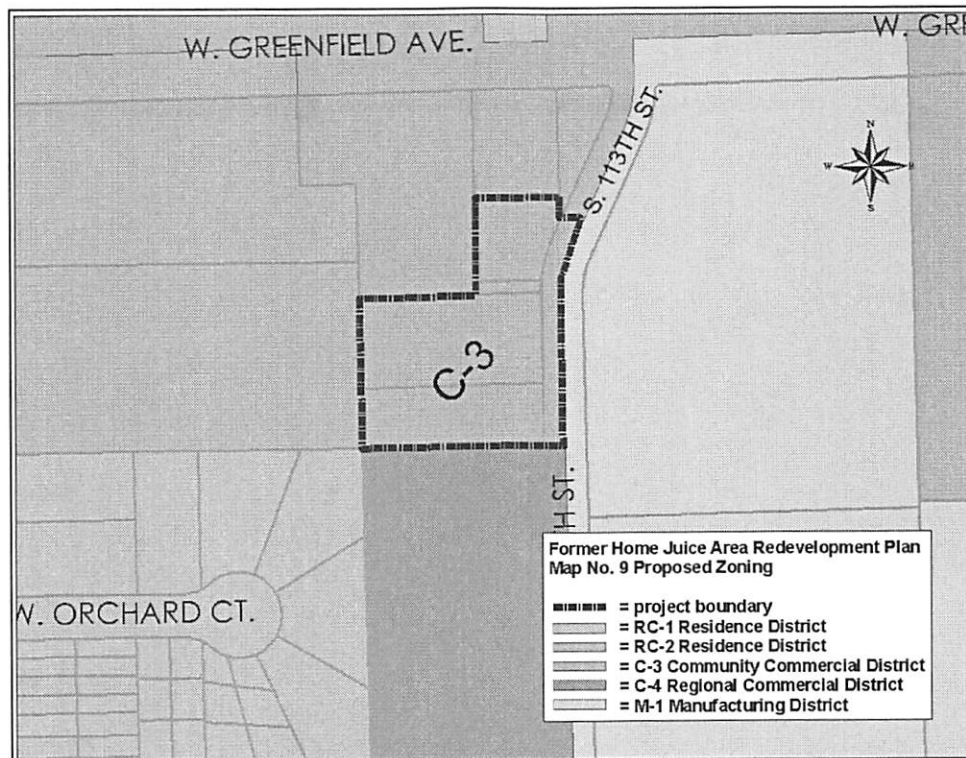 W. GREENFIELD AVE.
W. GRE
S. 113TH ST.
N
W
E
S
C-3
H ST.
W. ORCHARD CT.
Former Home Juice Area Redevelopment Plan
Map No. 9 Proposed Zoning
= project boundary
= RC-1 Residence District
= RC-2 Residence District
= C-3 Community Commercial District
= C-4 Regional Commercial District
= M-1 Manufacturing District